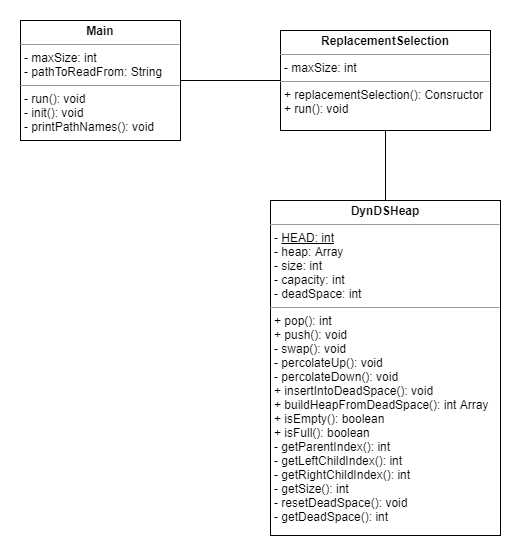 Main
- maxSize: int
- pathToReadFrom: String
- run(): void
- init(): void
- printPathNames(): void
ReplacementSelection
- maxSize: int
+ replacementSelection(): Consructor
+ run(): void
DynDSHeap
- HEAD: int
- heap: Array
- size: int
- capacity: int
- deadSpace: int
+ pop(): int
+ push(): void
- swap(): void
- percolateUp(): void
- percolateDown(): void
+ insertIntoDeadSpace(): void
+ buildHeapFromDeadSpace(): int Array
+ isEmpty(): boolean
+ isFull(): boolean
- getParentIndex(): int
- getLeftChildIndex(): int
- getRightChildIndex(): int
- getSize(): int
- resetDeadSpace(): void
- getDeadSpace(): int